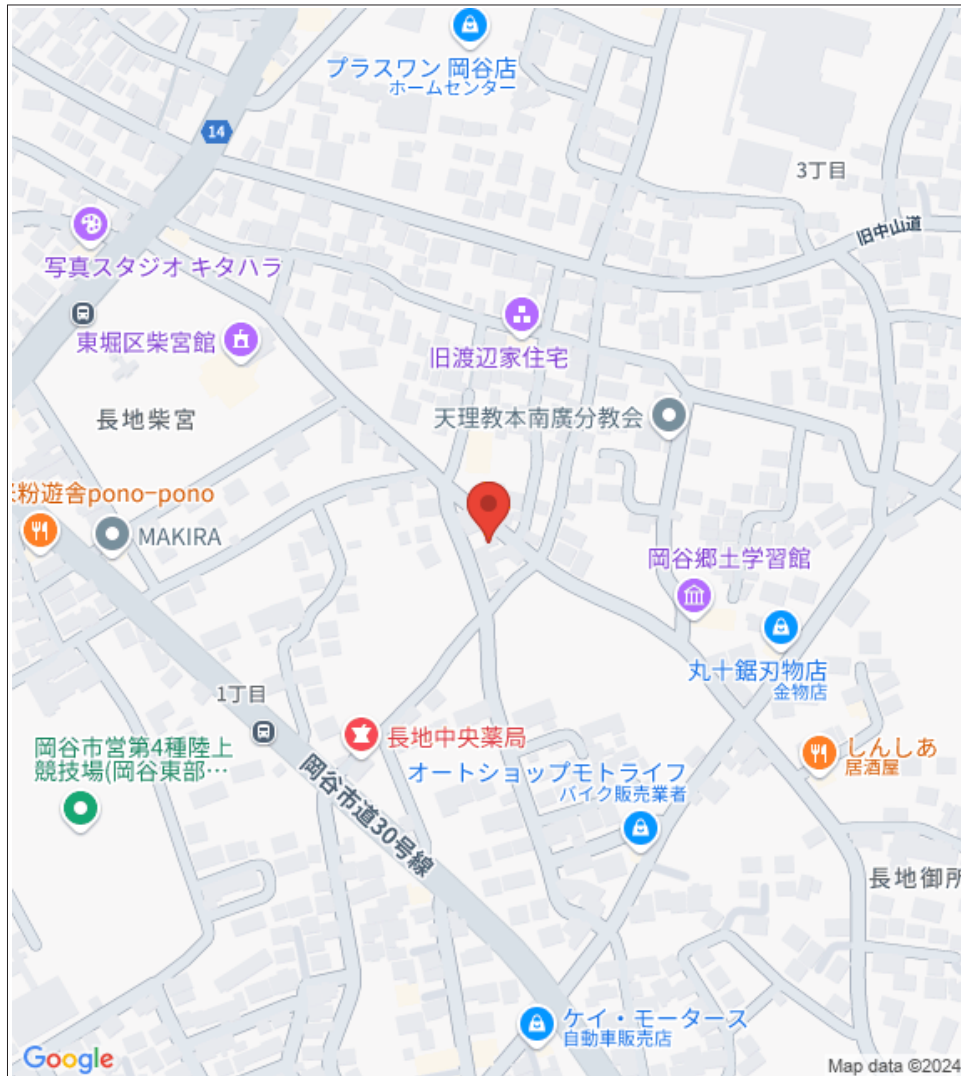 プラスワン 岡谷店
ホームセンター
14
3丁目
旧中山道
写真スタジオ キタハラ
東堀区柴宮館
旧渡辺家住宅
長地柴宮
天理教本南廣分教会
粉遊舎pono-pono
MAKIRA
岡谷郷土学習館
丸十鋸刃物店
金物店
1丁目
長地中央薬局
岡谷市営第4種陸上
競技場(岡谷東部…
しんしあ
居酒屋
オートショップモトライフ
バイク販売業者
岡谷市道30号線
長地御所
ケイ・モータース
自動車販売店
Google
Map data ©2024